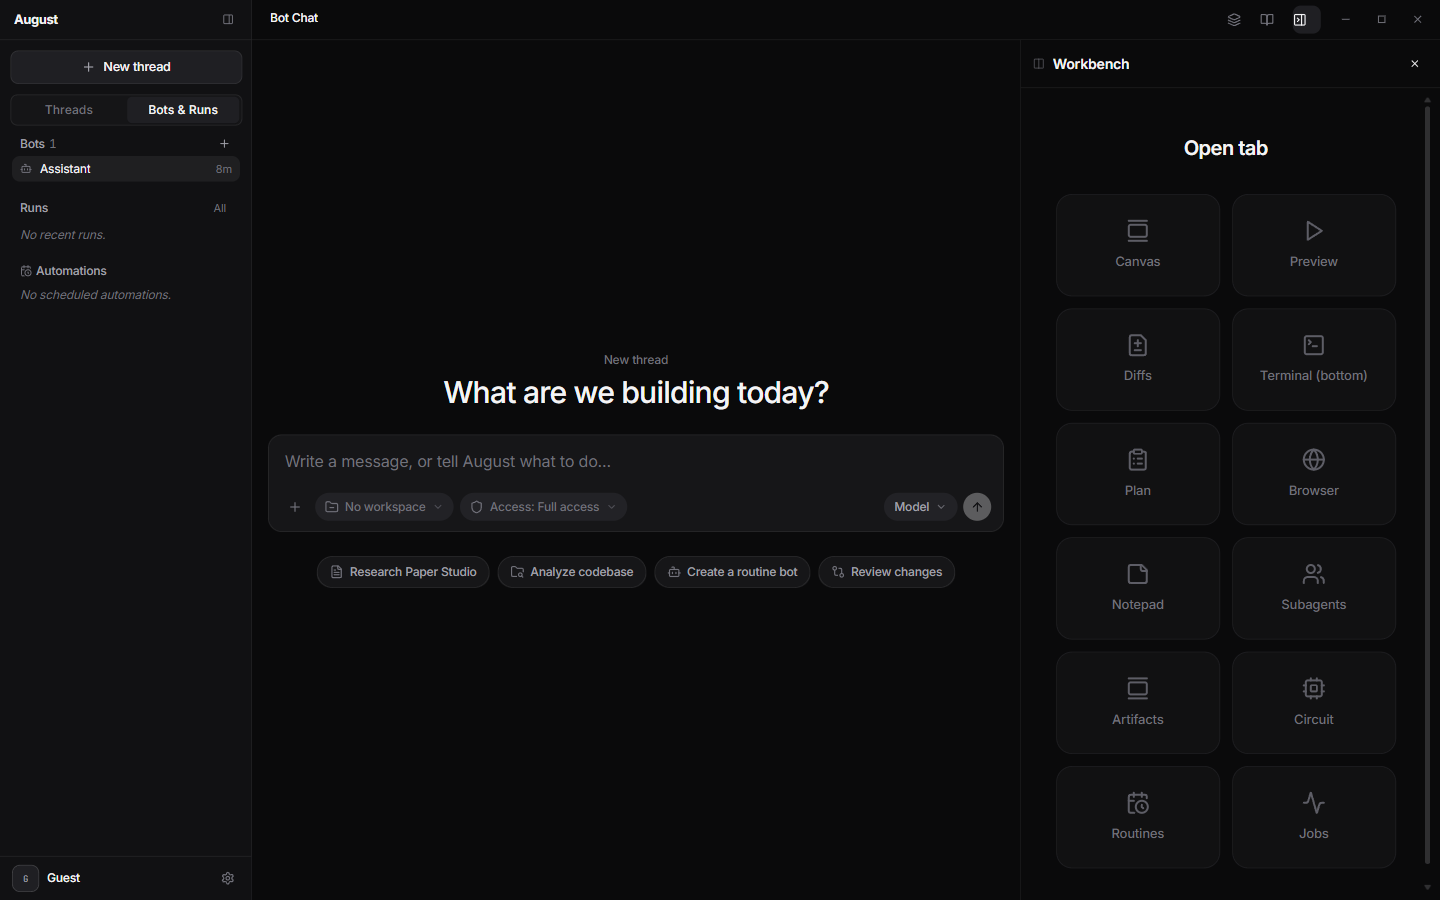 August
Bot Chat
New thread
Threads
Bots & Runs
Bots 1
Assistant
8m
Runs
All
No recent runs.
Automations
No scheduled automations.
G
Guest
New thread
What are we building today?
Write a message, or tell August what to do...
No workspace
Access: Full access
Model
Research Paper Studio
Analyze codebase
Create a routine bot
Review changes
Workbench
Open tab
Canvas
Preview
Diffs
Terminal (bottom)
Plan
Browser
Notepad
Subagents
Artifacts
Circuit
Routines
Jobs